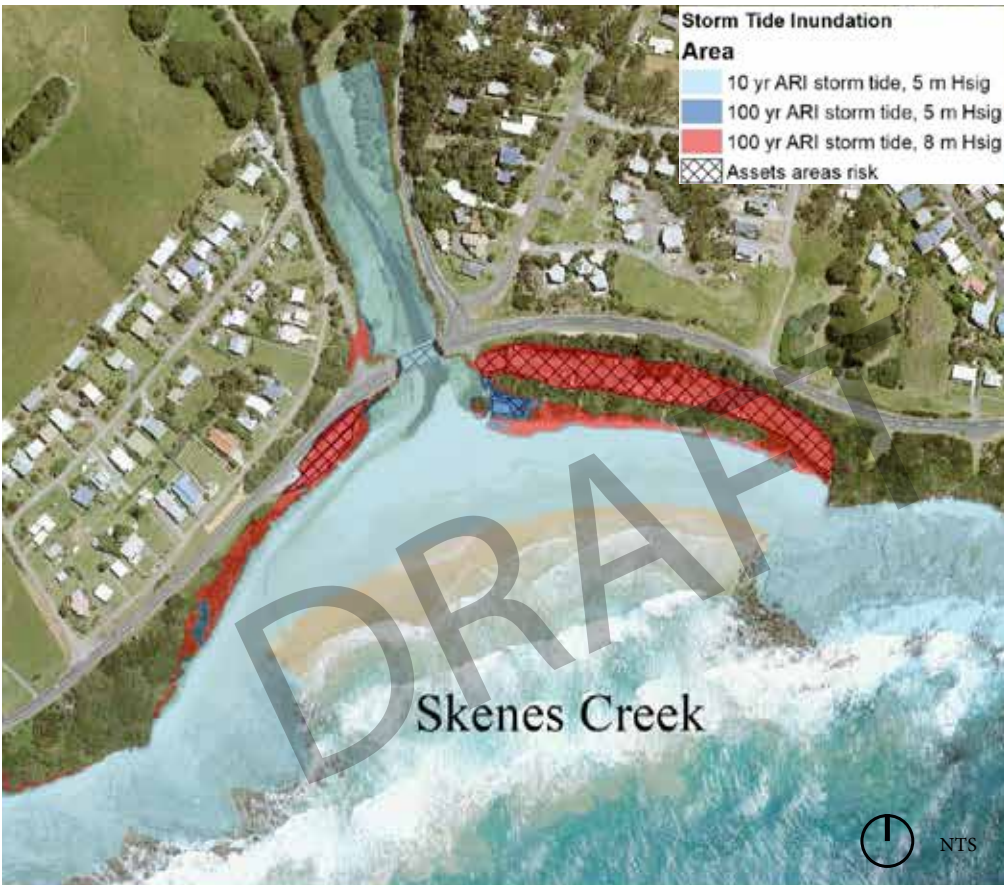 Storm Tide Inundation
Area
10 yr ARI storm tide, 5 m Hsig
100 yr ARI storm tide, 5 m Hsig
100 yr ARI storm tide, 8 m Hsig
Assets areas risk
DRAFT
Skenes Creek
NTS